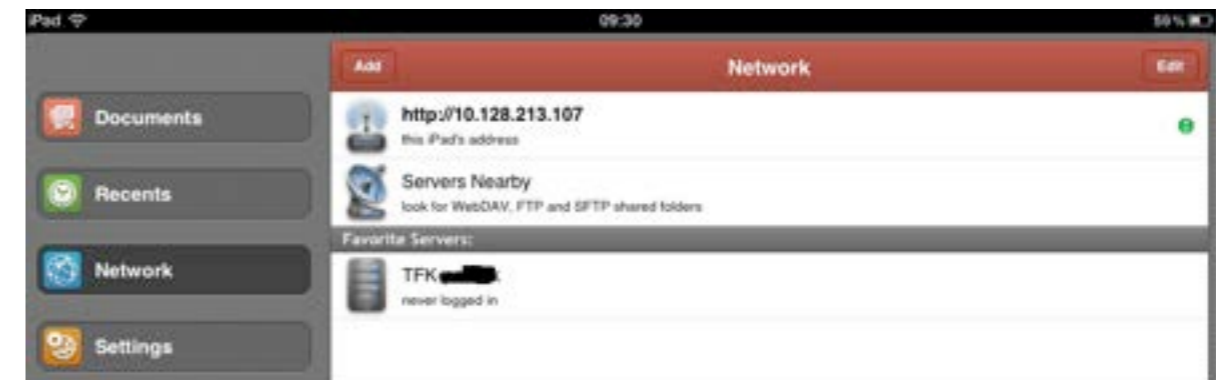 iPad 09:30 59%
Add Network Edit
Documents
http://10.128.213.107
this iPad's address
Recents
Servers Nearby
look for WebDAV, FTP and SFTP shared folders
Favorite Servers:
Network
TFK
never logged in
Settings